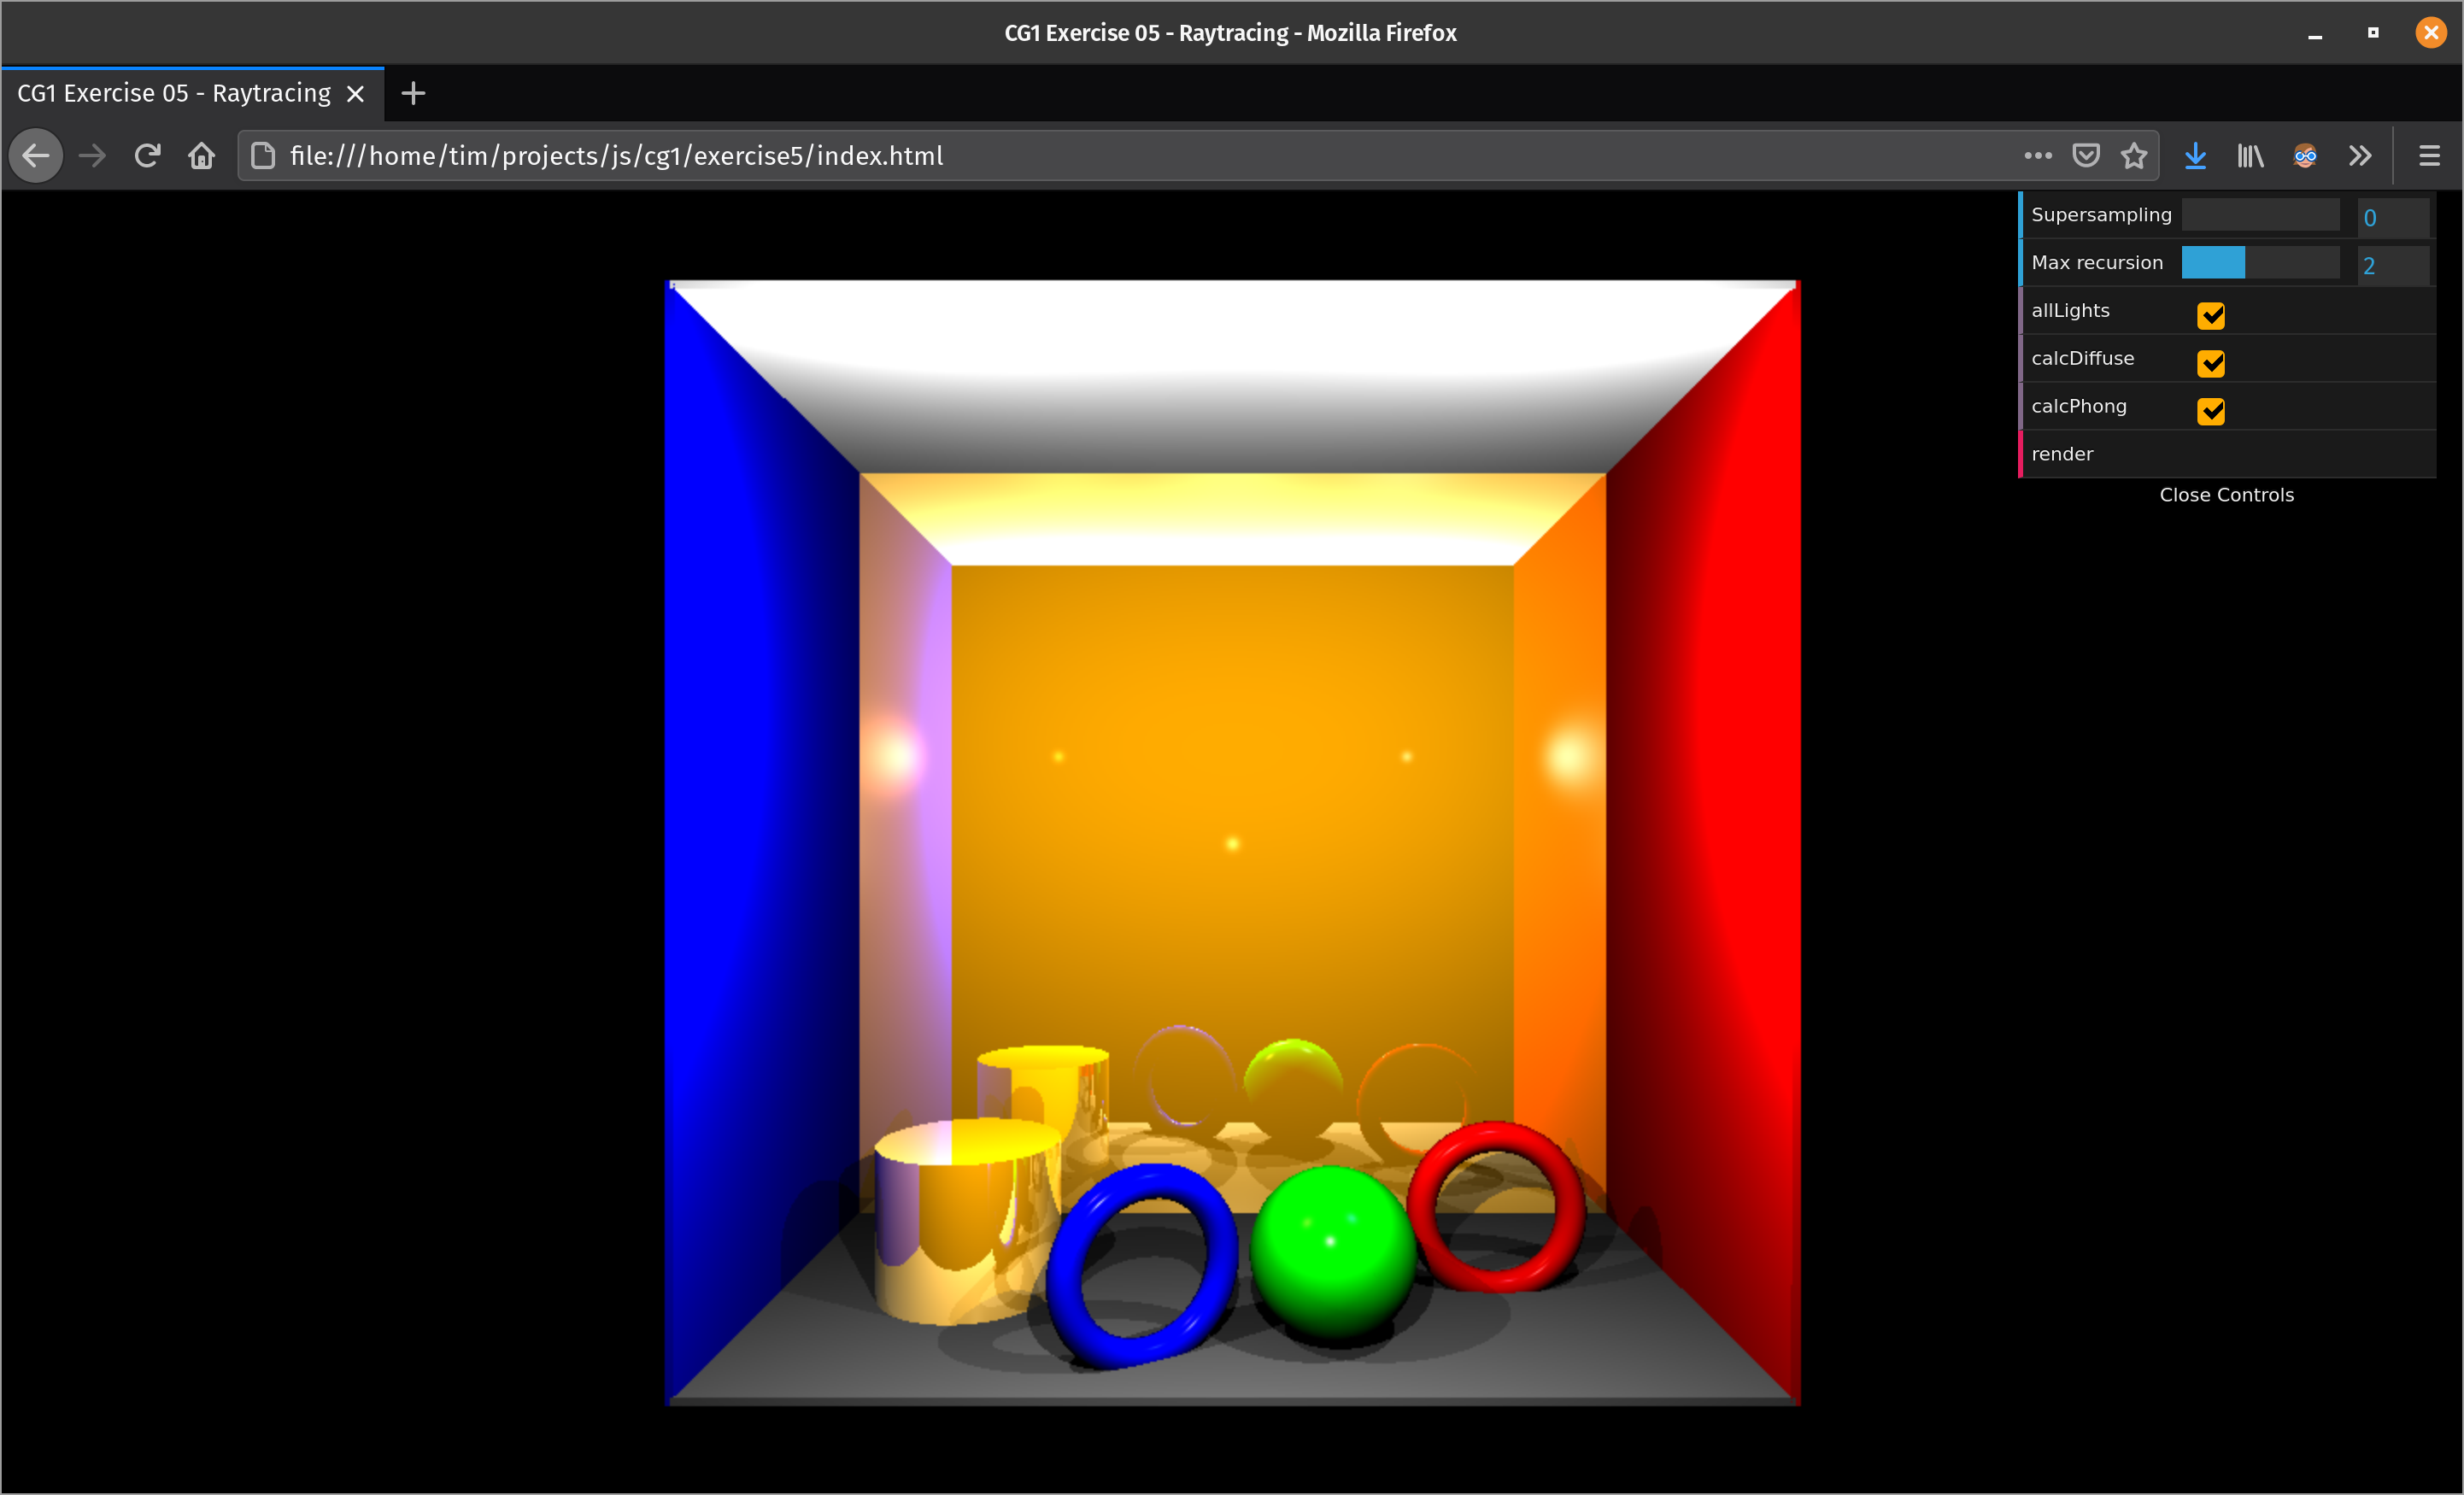 CG1 Exercise 05 - Raytracing - Mozilla Firefox
CG1 Exercise 05 - Raytracing
file:///home/tim/projects/js/cg1/exercise5/index.html
Supersampling 0
Max recursion 2
allLights
calcDiffuse
calcPhong
render
Close Controls